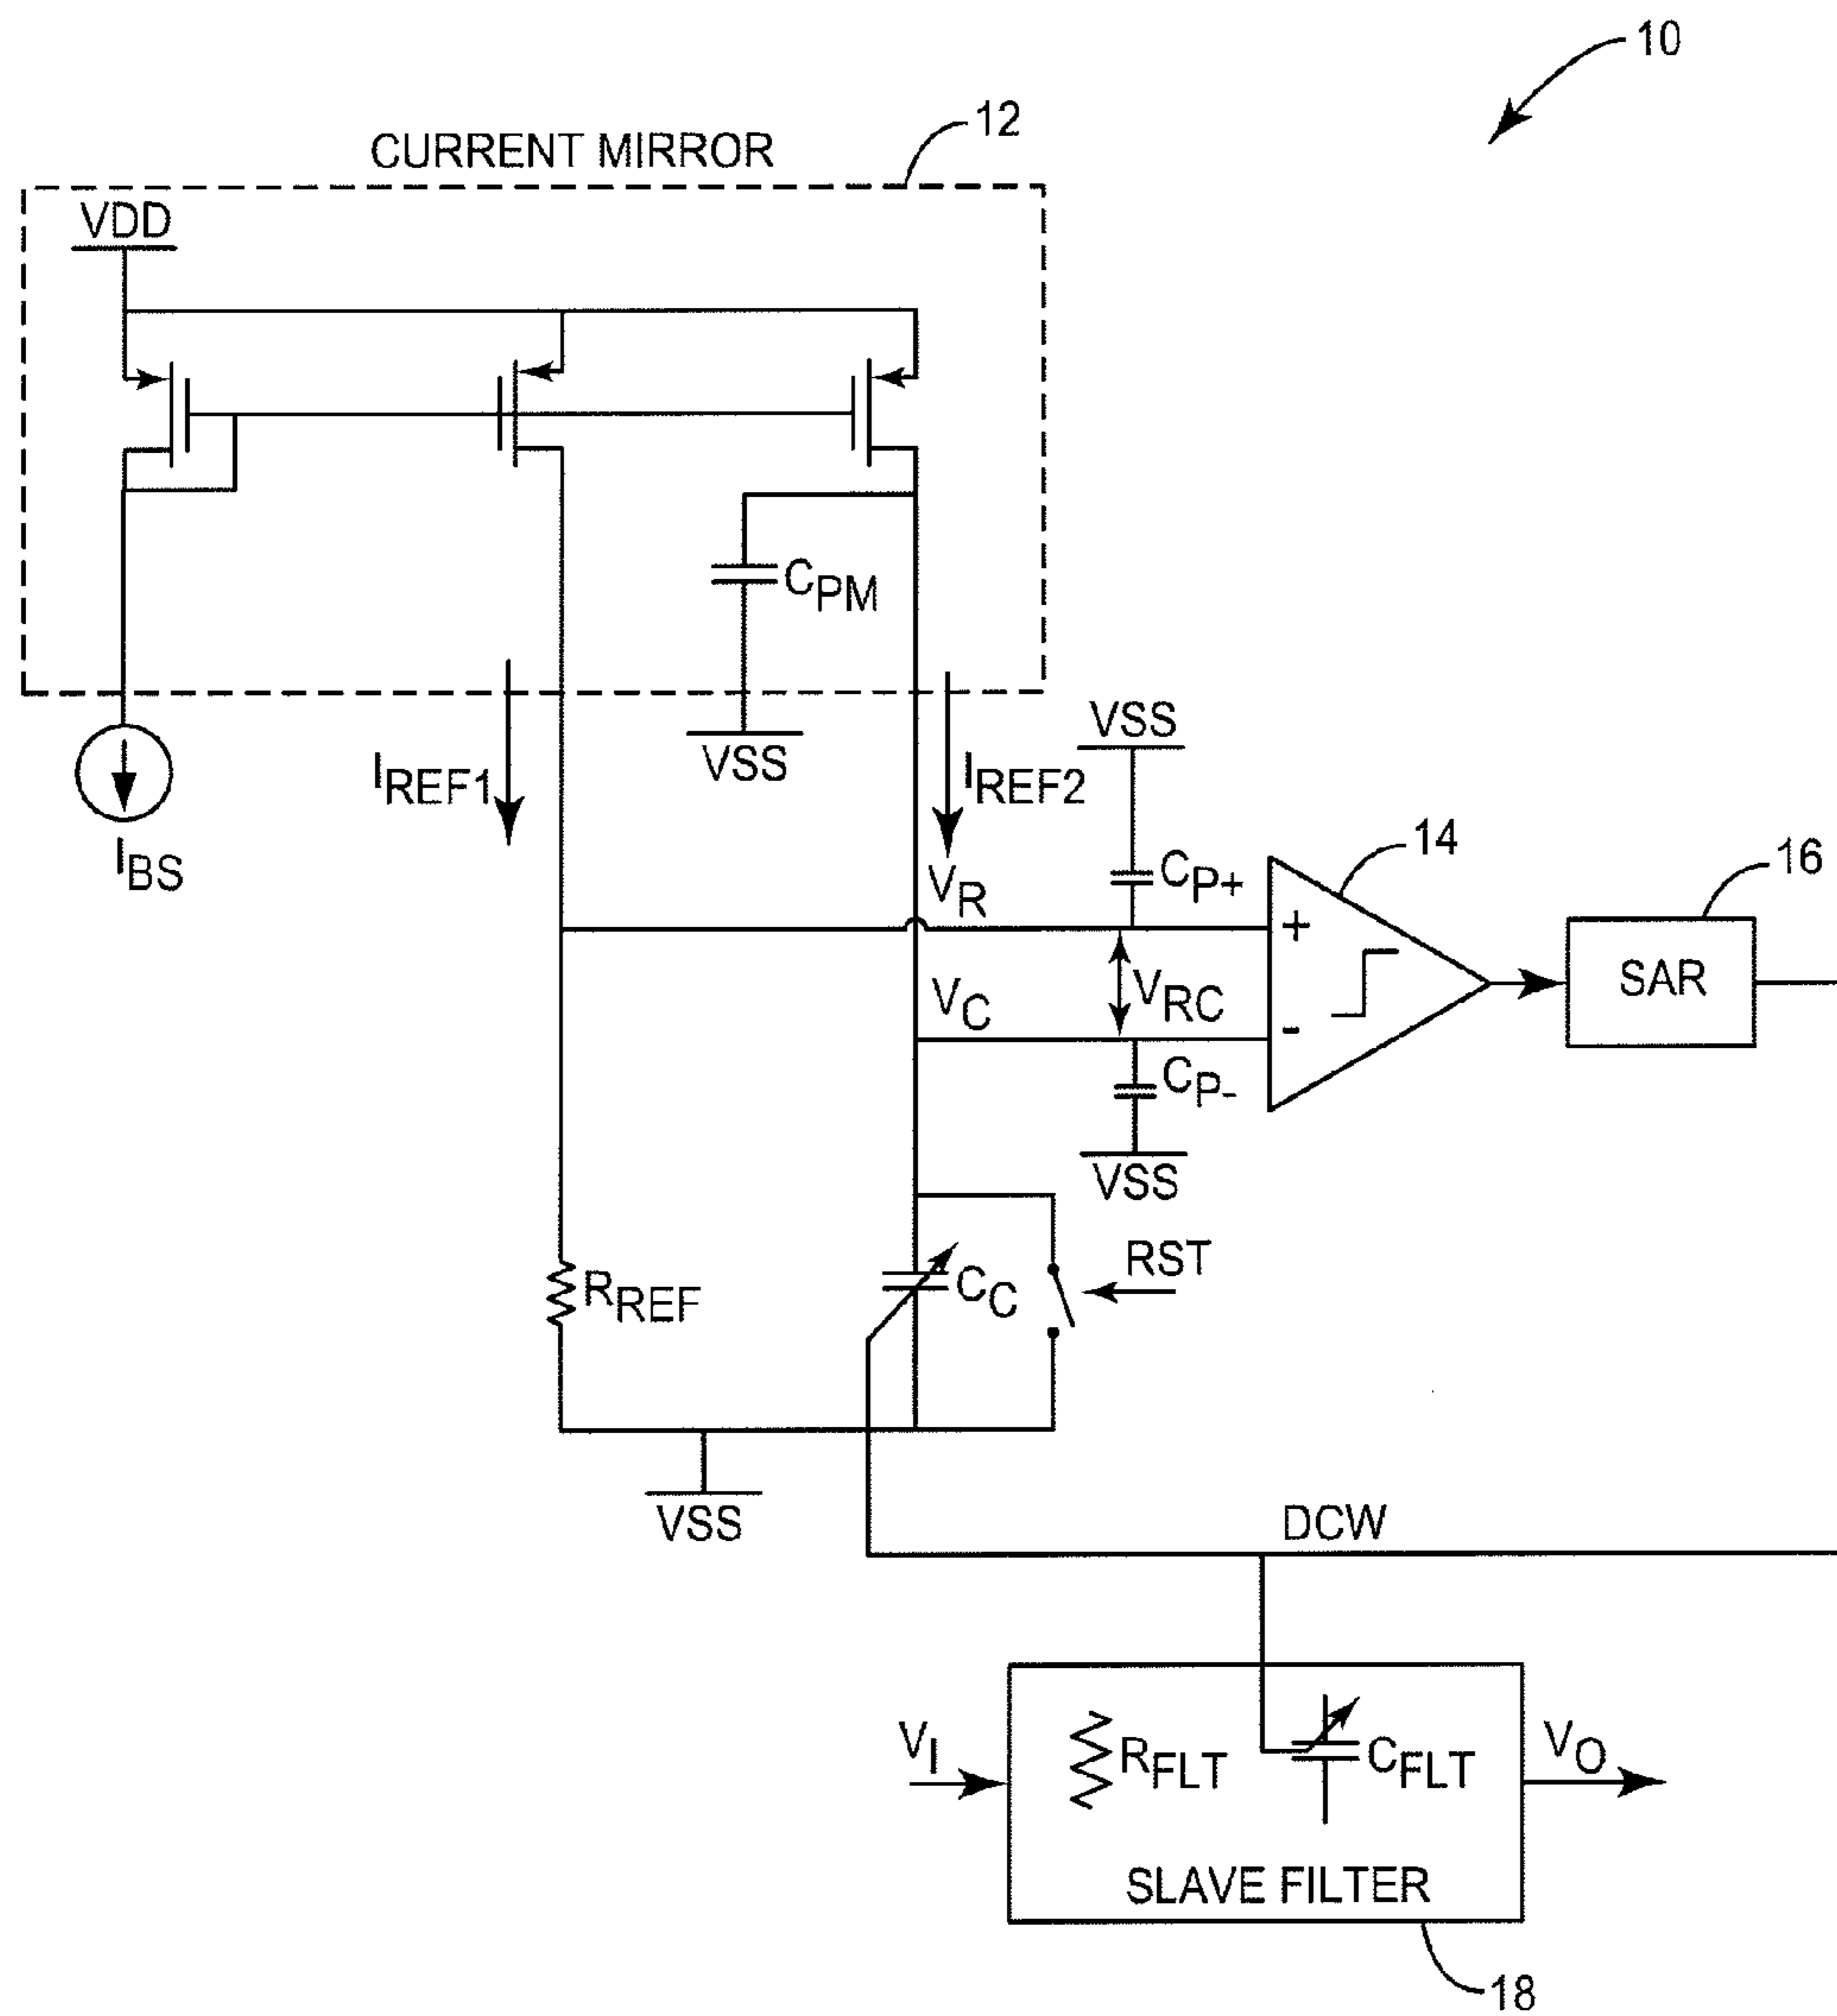 10
12
CURRENT MIRROR
VDD
CPM
VSS
IREF1
IREF2
IBS
VSS
CP+
14
16
VR
+
SAR
VC
VRC
-
CP-
VSS
RREF
CC
RST
VSS
DCW
VI
RFLT
CFLT
VO
SLAVE FILTER
18